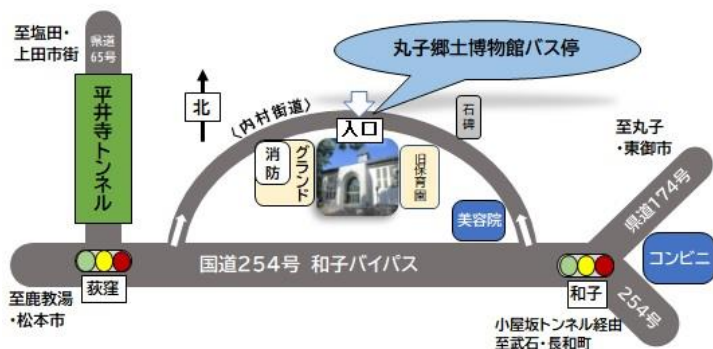 至塩田・
上田市街
県道
65号
平井寺トンネル
北
〈内村街道〉
丸子郷土博物館バス停
入口
石碑
消防
グランド
旧保育園
美容院
至丸子
・東御市
県道174号
コンビニ
国道254号 和子バイパス
荻窪
和子
254号
至鹿教湯
・松本市
小屋坂トンネル経由
至武石・長和町